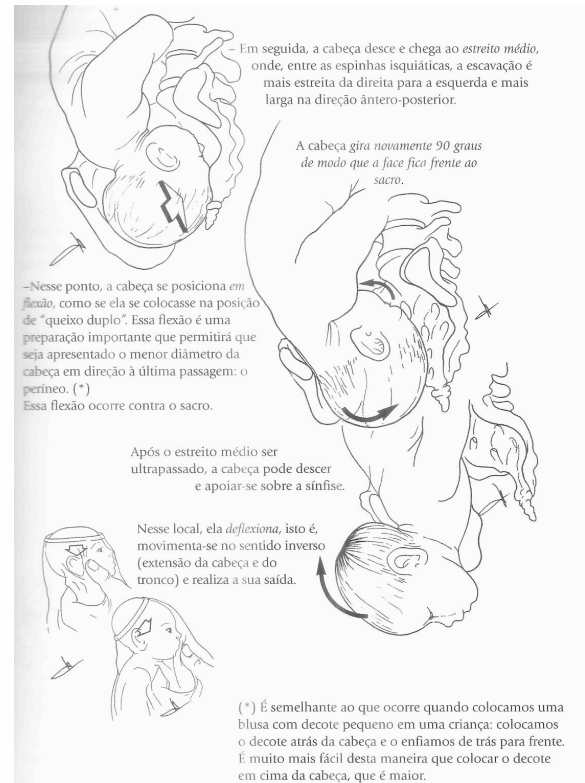 – Em seguida, a cabeça desce e chega ao estreito médio,
onde, entre as espinhas isquiáticas, a escavação é
mais estreita da direita para a esquerda e mais
larga na direção ântero-posterior.
A cabeça gira novamente 90 graus
de modo que a face fica frente ao
sacro.
–Nesse ponto, a cabeça se posiciona em
flexão, como se ela se colocasse na posição
de "queixo duplo". Essa flexão é uma
preparação importante que permitirá que
seja apresentado o menor diâmetro da
cabeça em direção à última passagem: o
períneo. (*)
Essa flexão ocorre contra o sacro.
Após o estreito médio ser
ultrapassado, a cabeça pode descer
e apoiar-se sobre a sínfise.
Nesse local, ela deflexiona, isto é,
movimenta-se no sentido inverso
(extensão da cabeça e do
tronco) e realiza a sua saída.
(*) É semelhante ao que ocorre quando colocamos uma
blusa com decote pequeno em uma criança: colocamos
o decote atrás da cabeça e o enfiamos de trás para frente.
É muito mais fácil desta maneira que colocar o decote
em cima da cabeça, que é maior.